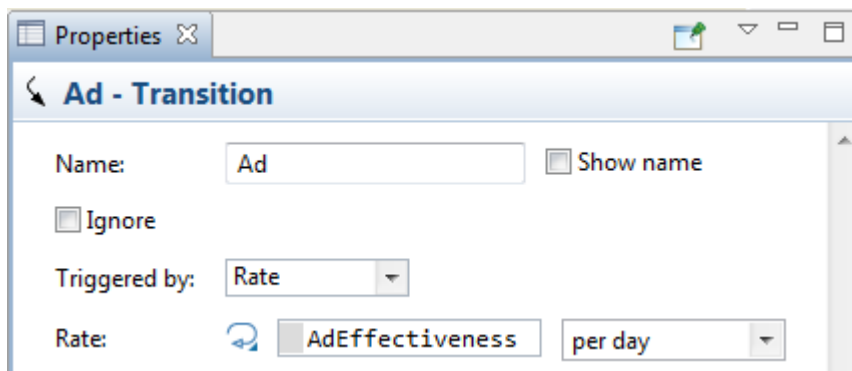 Properties
Ad - Transition
Name: Ad Show name
Ignore
Triggered by: Rate
Rate: AdEffectiveness per day